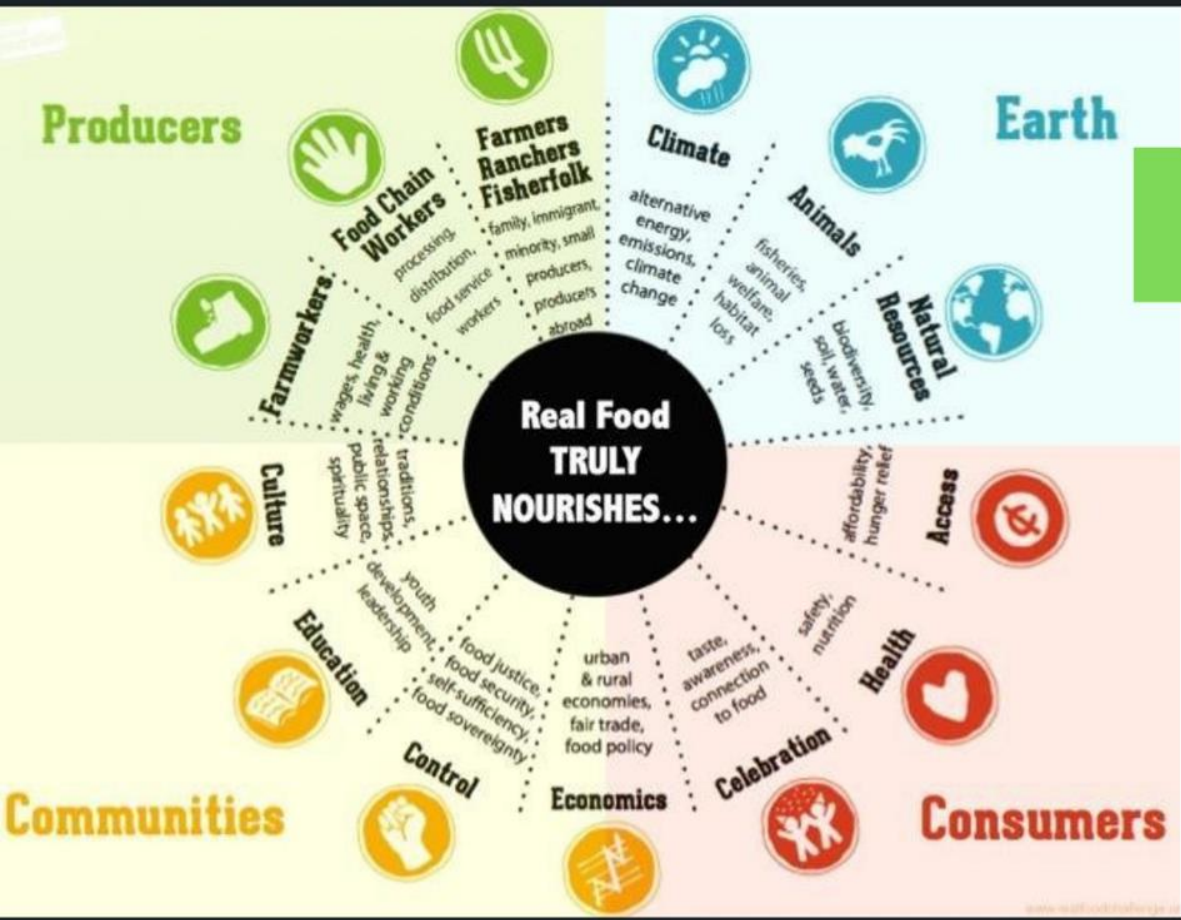 Producers
Farmers
Ranchers
Fisherfolk
family, immigrant,
minority, small
producers,
producers
abroad
Food Chain
Workers
processing,
distribution,
food service
workers
Farmworkers
wages, health,
living &
working
conditions
Earth
Climate
alternative
energy,
emissions,
climate
change
Animals
fisheries,
animal
welfare,
habitat
loss
Natural
Resources
biodiversity,
soil, water,
seeds
Real Food
TRULY
NOURISHES...
Culture
traditions,
relationships,
public space,
spirituality
Education
youth
development,
leadership
Control
food justice,
food security,
self-sufficiency,
food sovereignty
Economics
urban
& rural
economies,
fair trade,
food policy
Communities
Access
affordability,
hunger relief
Health
safety,
nutrition
Celebration
taste,
awareness,
connection
to food
Consumers